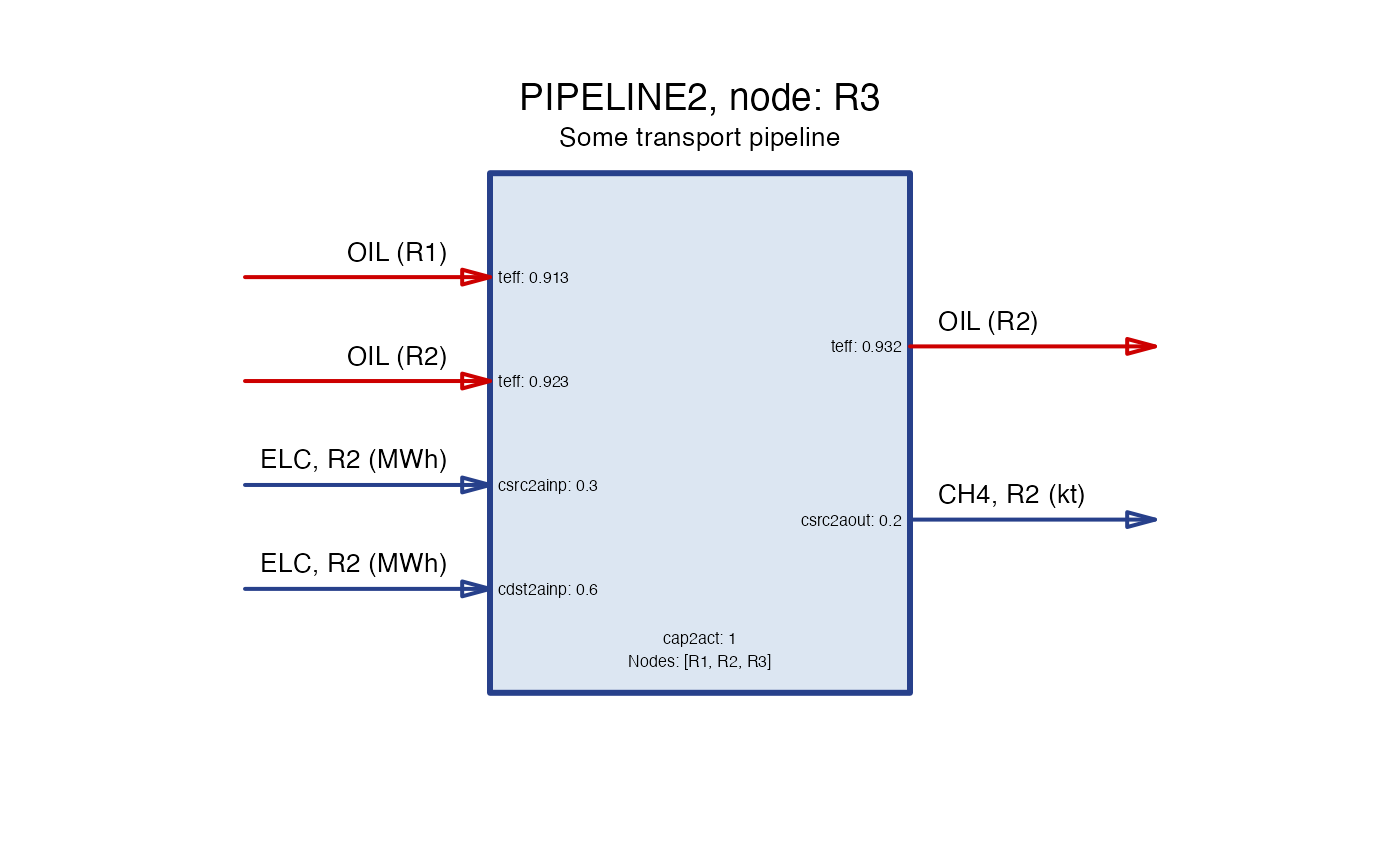 PIPELINE2, node: R3
Some transport pipeline
OIL (R1)
teff: 0.913
OIL (R2)
teff: 0.932
OIL (R2)
teff: 0.923
ELC, R2 (MWh)
csrc2ainp: 0.3
CH4, R2 (kt)
csrc2aout: 0.2
ELC, R2 (MWh)
cdst2ainp: 0.6
cap2act: 1
Nodes: [R1, R2, R3]